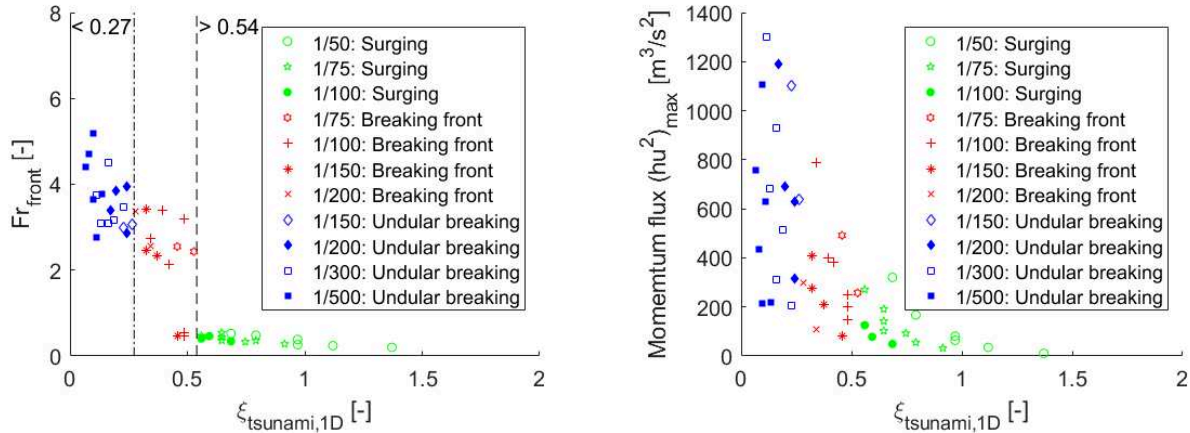 8
6
4
2
0
0
0.5
1
1.5
2
Fr_front [-]
ξ_tsunami,1D [-]
< 0.27
> 0.54
1/50: Surging
1/75: Surging
1/100: Surging
1/75: Breaking front
1/100: Breaking front
1/150: Breaking front
1/200: Breaking front
1/150: Undular breaking
1/200: Undular breaking
1/300: Undular breaking
1/500: Undular breaking
1400
1200
1000
800
600
400
200
0
0
0.5
1
1.5
2
Momemtum flux (hu²)_max [m³/s²]
ξ_tsunami,1D [-]
1/50: Surging
1/75: Surging
1/100: Surging
1/75: Breaking front
1/100: Breaking front
1/150: Breaking front
1/200: Breaking front
1/150: Undular breaking
1/200: Undular breaking
1/300: Undular breaking
1/500: Undular breaking